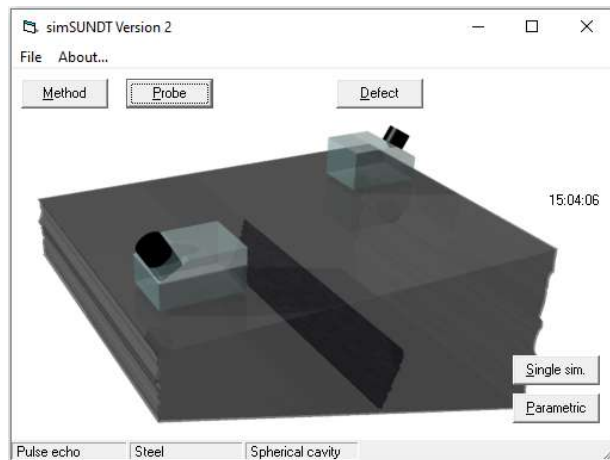 simSUNDT Version 2
File About...
Method Probe Defect
15:04:06
Single sim.
Parametric
Pulse echo Steel Spherical cavity